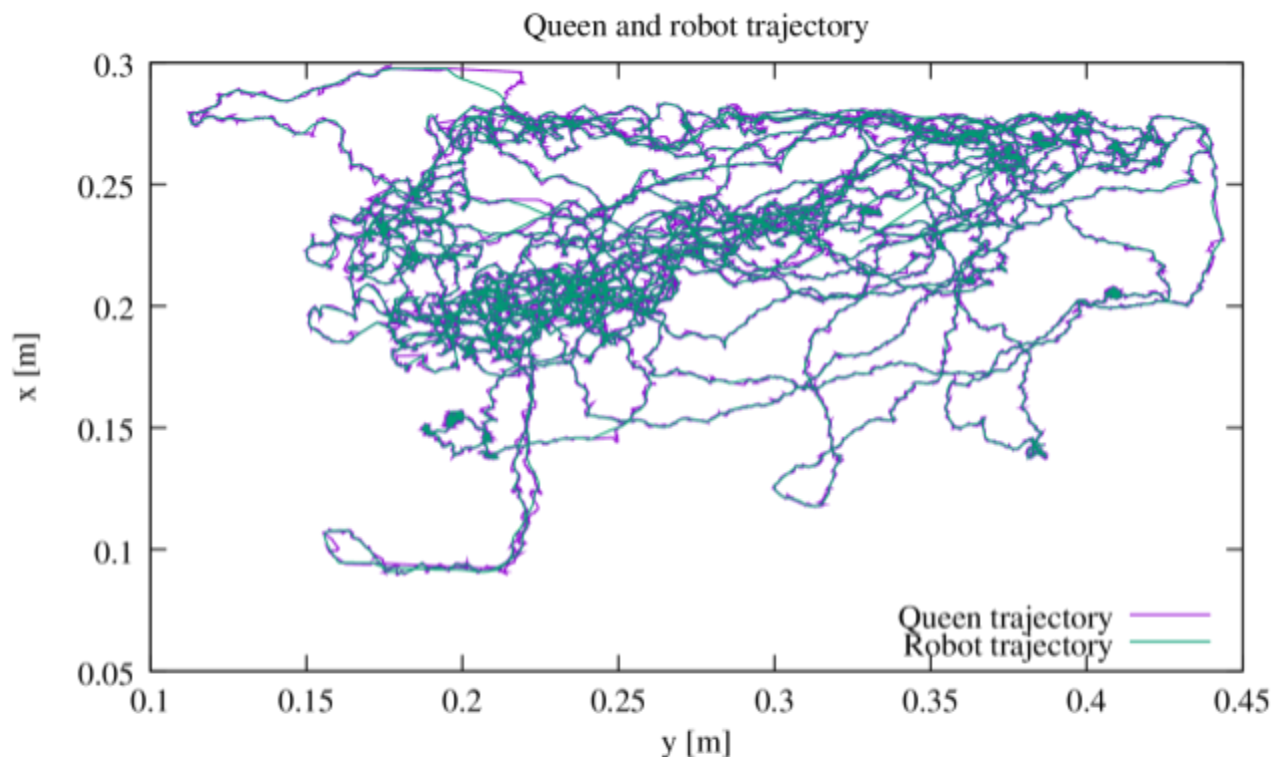 Queen and robot trajectory
0.3
0.25
0.2
0.15
0.1
0.05
x [m]
Queen trajectory
Robot trajectory
0.1 0.15 0.2 0.25 0.3 0.35 0.4 0.45
y [m]